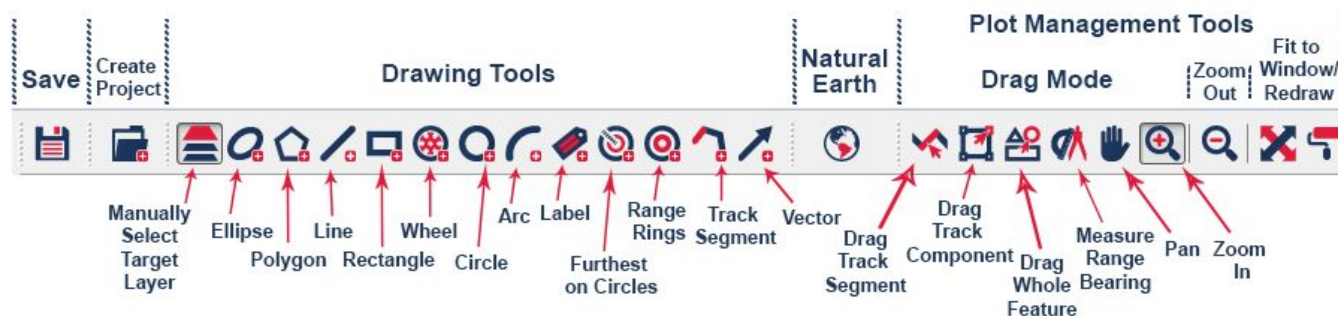 Plot Management Tools
Save
Create
Project
Drawing Tools
Natural
Earth
Drag Mode
Zoom
Out
Fit to
Window/
Redraw
Manually
Select
Target
Layer
Ellipse
Polygon
Line
Rectangle
Wheel
Circle
Arc
Label
Furthest
on Circles
Range
Rings
Track
Segment
Vector
Drag
Track
Segment
Drag
Track
Component
Drag
Whole
Feature
Measure
Range
Bearing
Pan
Zoom
In